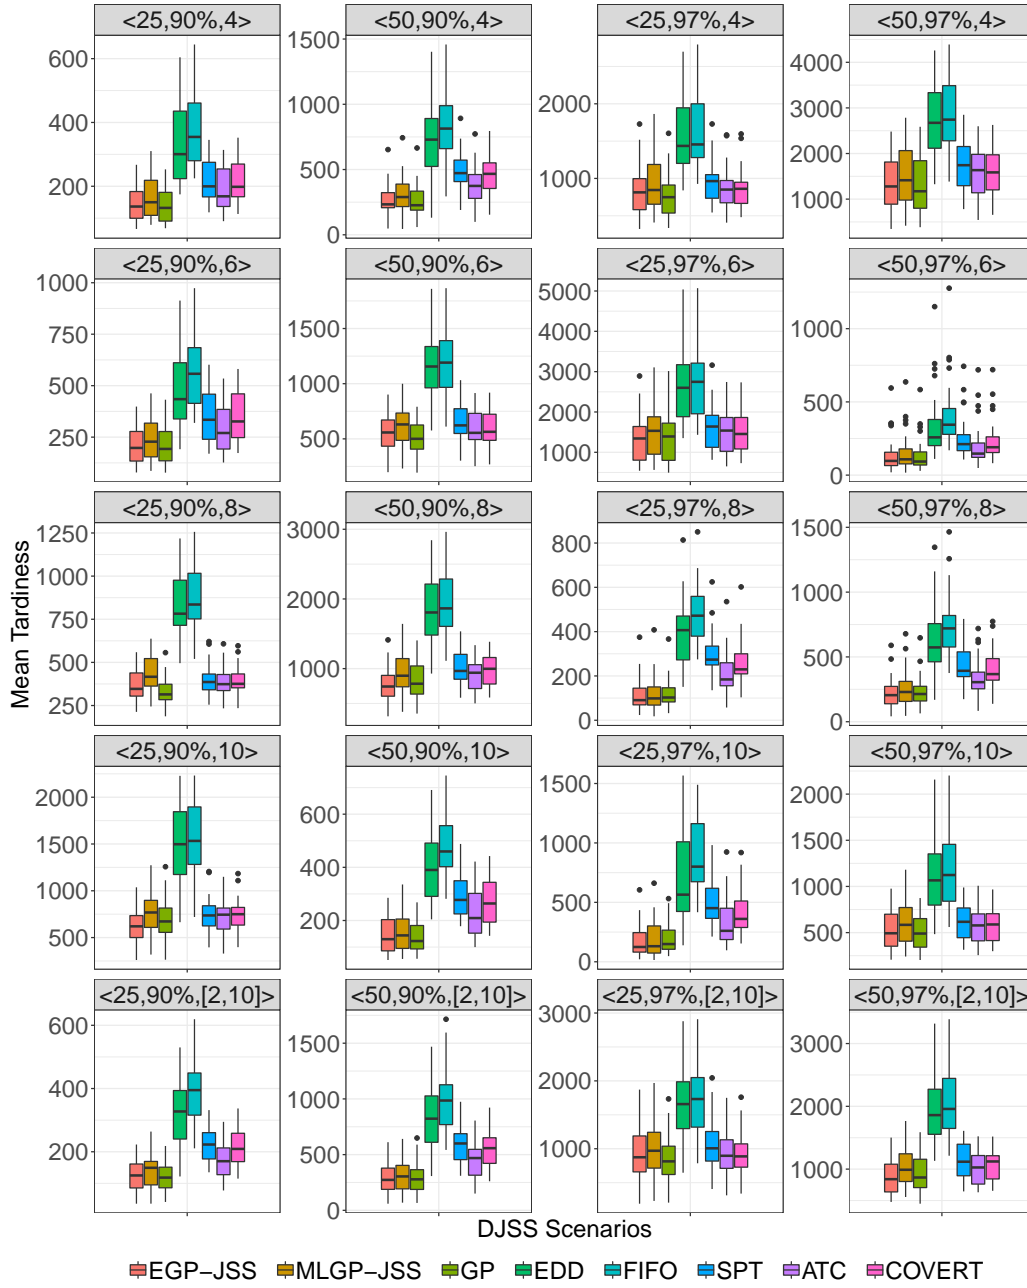 <25,90%,4> <50,90%,4> <25,97%,4> <50,97%,4>
600 1500 2000 4000
400 1000 1000 3000
200 500 2000
0 1000
<25,90%,6> <50,90%,6> <25,97%,6> <50,97%,6>
1000 1500 5000 1000
750 1000 4000 500
500 500 3000 0
250 2000
1000
<25,90%,8> <50,90%,8> <25,97%,8> <50,97%,8>
1250 3000 800 1500
1000 2000 600 1000
750 1000 400 500
500 200 0
250 0
<25,90%,10> <50,90%,10> <25,97%,10> <50,97%,10>
2000 600 1500 2000
1500 400 1000 1500
1000 200 500 1000
500 0 500
<25,90%,[2,10]> <50,90%,[2,10]> <25,97%,[2,10]> <50,97%,[2,10]>
600 1500 3000 3000
400 1000 2000 2000
200 500 1000 1000
0
Mean Tardiness
DJSS Scenarios
EGP−JSS MLGP−JSS GP EDD FIFO SPT ATC COVERT